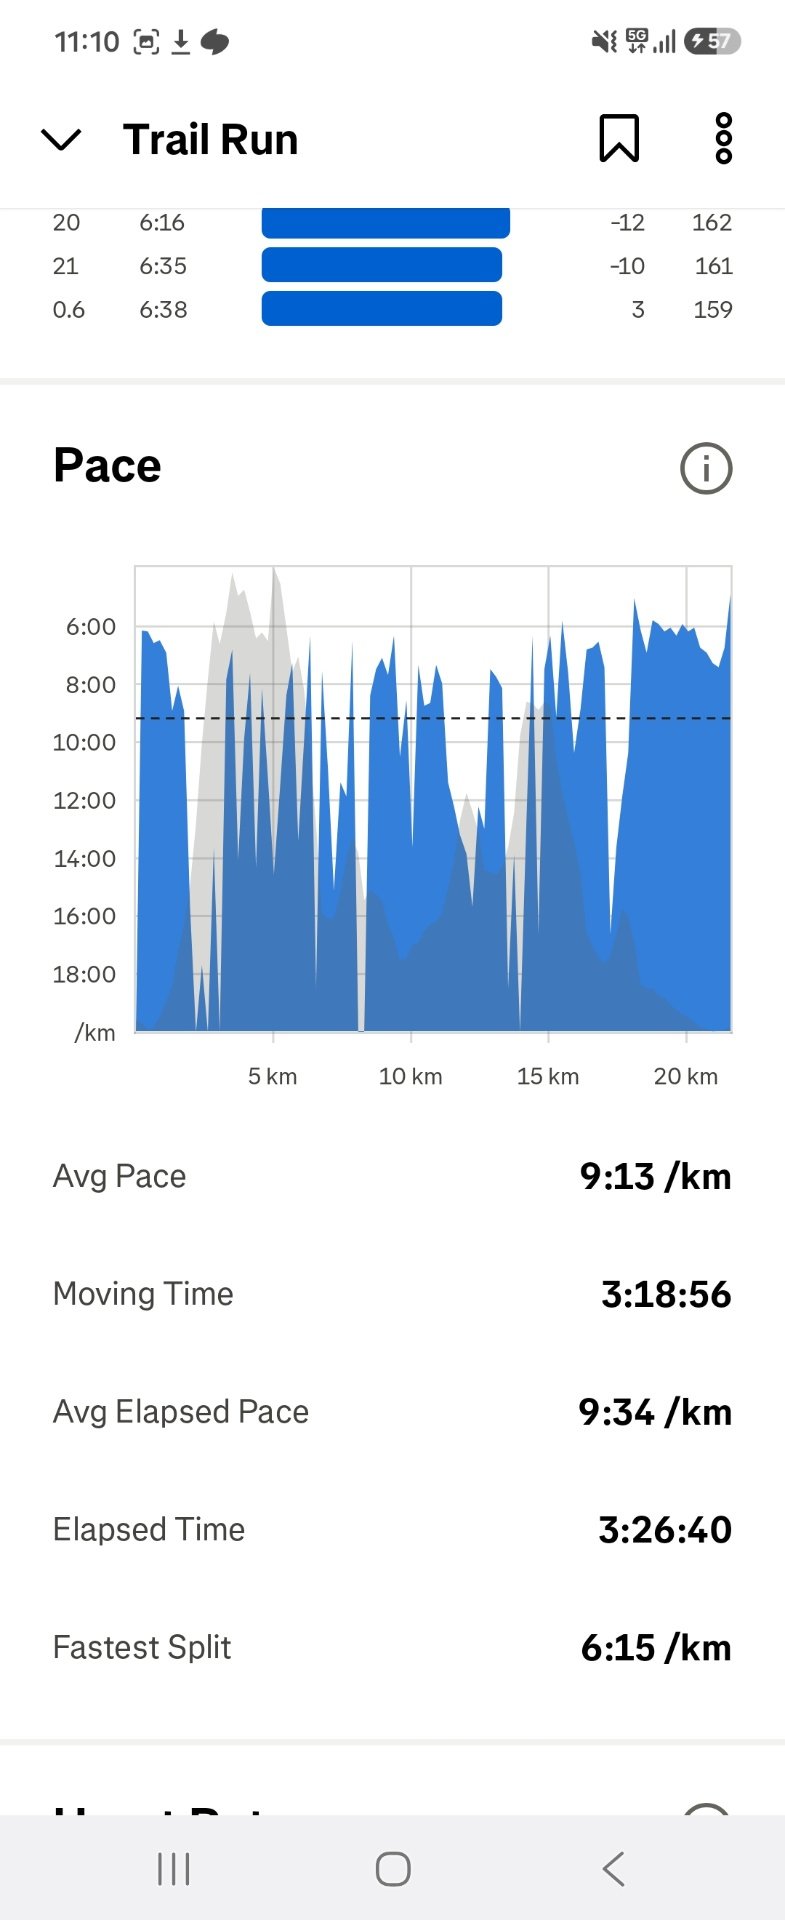 11:10 5G 57
Trail Run
20 6:16 -12 162
21 6:35 -10 161
0.6 6:38 3 159
Pace
i
6:00
8:00
10:00
12:00
14:00
16:00
18:00
/km
5 km 10 km 15 km 20 km
Avg Pace 9:13 /km
Moving Time 3:18:56
Avg Elapsed Pace 9:34 /km
Elapsed Time 3:26:40
Fastest Split 6:15 /km